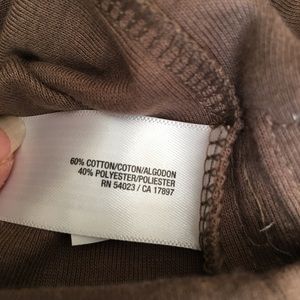 60% COTTON/COTON/ALGODON
40% POLYESTER/POLIESTER
RN 54023 / CA 17897